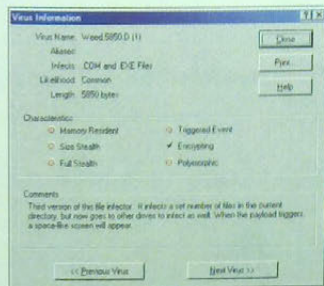 Virus Information
Virus Name: Weed 5850.D (1)
Aliases:
Infects: .COM and .EXE Files
Likelihood: Common
Length: 5850 bytes
Close
Print...
Help
Characteristics
Memory Resident
Triggered Event
Size Stealth
Encrypting
Full Stealth
Polymorphic
Comments
Third version of this file infector. It infects a set number of files in the current
directory, but now goes to other drives to infect as well. When the payload triggers
a space-like screen will appear.
<< Previous Virus
Next Virus >>